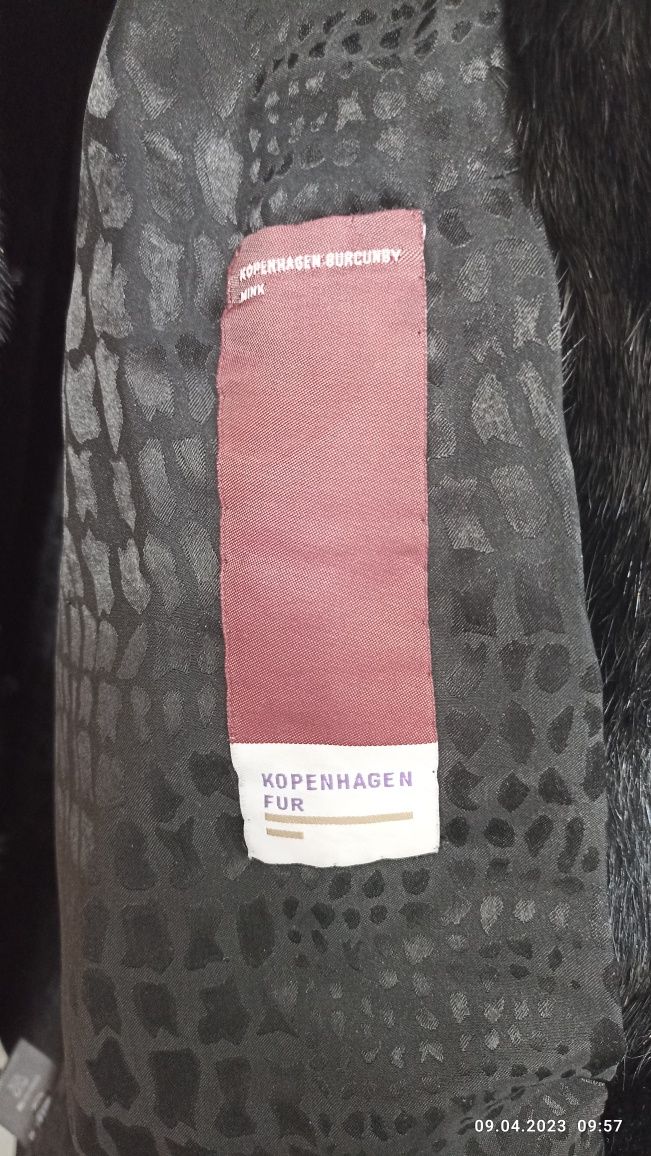 KOPENHAGEN BURGUNDY
MINK
KOPENHAGEN
FUR
09.04.2023 09:57